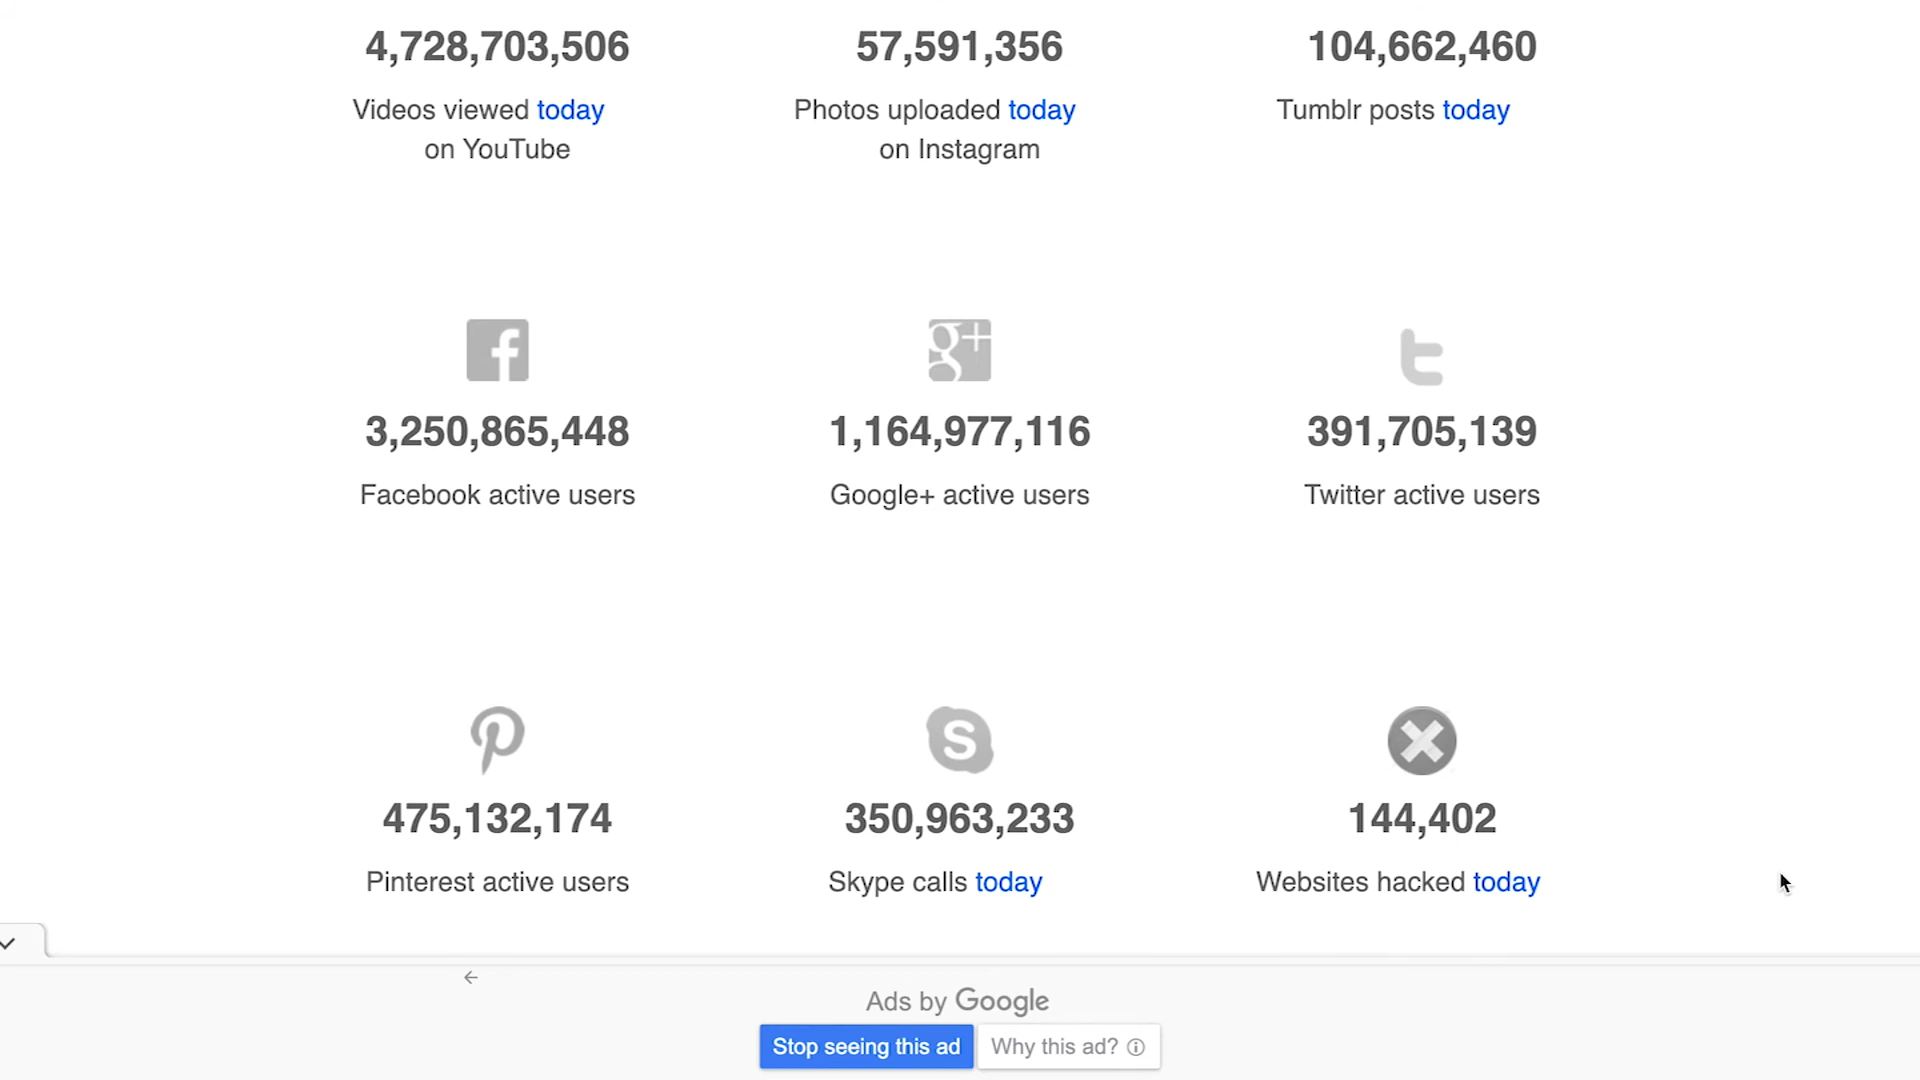 4,728,703,506
Videos viewed today
on YouTube
57,591,356
Photos uploaded today
on Instagram
104,662,460
Tumblr posts today
f
3,250,865,448
Facebook active users
g+
1,164,977,116
Google+ active users
t
391,705,139
Twitter active users
P
475,132,174
Pinterest active users
S
350,963,233
Skype calls today
144,402
Websites hacked today
Ads by Google
Stop seeing this ad
Why this ad?